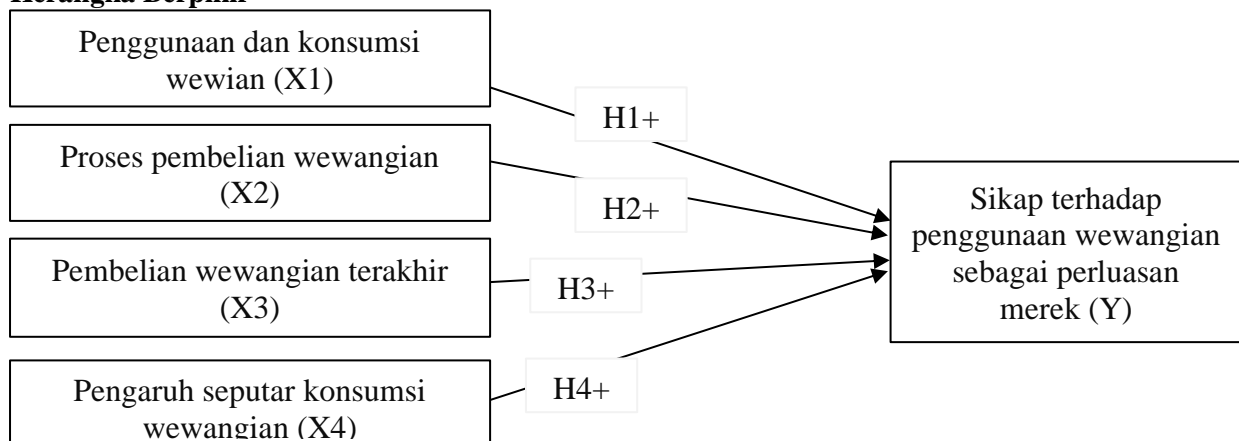 Kerangka Berpikir
Penggunaan dan konsumsi
wewian (X1)
H1+
Proses pembelian wewangian
(X2)
H2+
Sikap terhadap
penggunaan wewangian
sebagai perluasan
merek (Y)
Pembelian wewangian terakhir
(X3)
H3+
Pengaruh seputar konsumsi
wewangian (X4)
H4+